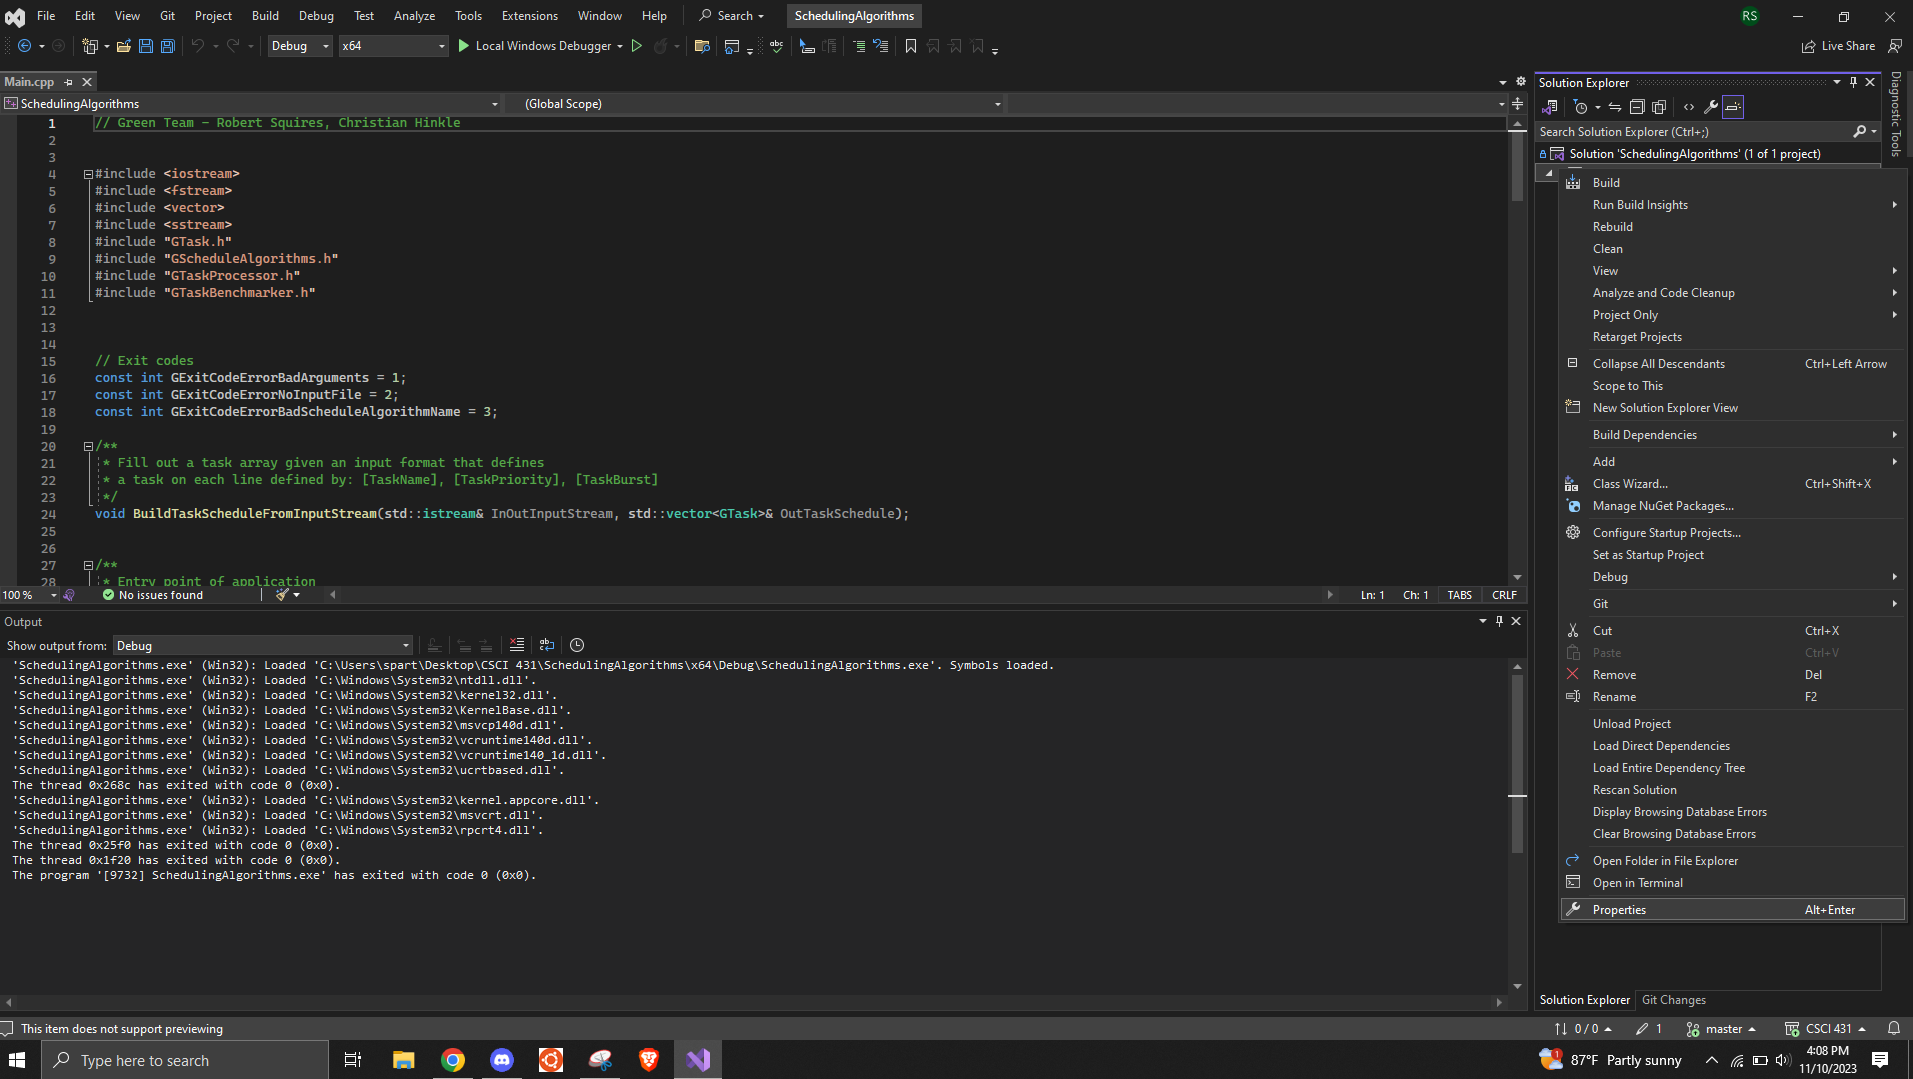 File Edit View Git Project Build Debug Test Analyze Tools Extensions Window Help Search SchedulingAlgorithms RS
Debug x64 Local Windows Debugger abc Live Share
Main.cpp
SchedulingAlgorithms (Global Scope)
1 // Green Team - Robert Squires, Christian Hinkle
2
3
4 #include <iostream>
5 #include <fstream>
6 #include <vector>
7 #include <sstream>
8 #include "GTask.h"
9 #include "GScheduleAlgorithms.h"
10 #include "GTaskProcessor.h"
11 #include "GTaskBenchmarker.h"
12
13
14
15 // Exit codes
16 const int GExitCodeErrorBadArguments = 1;
17 const int GExitCodeErrorNoInputFile = 2;
18 const int GExitCodeErrorBadScheduleAlgorithmName = 3;
19
20 /**
21 * Fill out a task array given an input format that defines
22 * a task on each line defined by: [TaskName], [TaskPriority], [TaskBurst]
23 */
24 void BuildTaskScheduleFromInputStream(std::istream& InOutInputStream, std::vector<GTask>& OutTaskSchedule);
25
26
27 /**
28 * Entry point of application
100 % No issues found Ln: 1 Ch: 1 TABS CRLF
Output
Show output from: Debug
'SchedulingAlgorithms.exe' (Win32): Loaded 'C:\Users\spart\Desktop\CSCI 431\SchedulingAlgorithms\x64\Debug\SchedulingAlgorithms.exe'. Symbols loaded.
'SchedulingAlgorithms.exe' (Win32): Loaded 'C:\Windows\System32\ntdll.dll'.
'SchedulingAlgorithms.exe' (Win32): Loaded 'C:\Windows\System32\kernel32.dll'.
'SchedulingAlgorithms.exe' (Win32): Loaded 'C:\Windows\System32\KernelBase.dll'.
'SchedulingAlgorithms.exe' (Win32): Loaded 'C:\Windows\System32\msvcp140d.dll'.
'SchedulingAlgorithms.exe' (Win32): Loaded 'C:\Windows\System32\vcruntime140d.dll'.
'SchedulingAlgorithms.exe' (Win32): Loaded 'C:\Windows\System32\vcruntime140_1d.dll'.
'SchedulingAlgorithms.exe' (Win32): Loaded 'C:\Windows\System32\ucrtbased.dll'.
The thread 0x268c has exited with code 0 (0x0).
'SchedulingAlgorithms.exe' (Win32): Loaded 'C:\Windows\System32\kernel.appcore.dll'.
'SchedulingAlgorithms.exe' (Win32): Loaded 'C:\Windows\System32\msvcrt.dll'.
'SchedulingAlgorithms.exe' (Win32): Loaded 'C:\Windows\System32\rpcrt4.dll'.
The thread 0x25f0 has exited with code 0 (0x0).
The thread 0x1f20 has exited with code 0 (0x0).
The program '[9732] SchedulingAlgorithms.exe' has exited with code 0 (0x0).
Solution Explorer
Search Solution Explorer (Ctrl+;)
Solution 'SchedulingAlgorithms' (1 of 1 project)
Diagnostic Tools
Build
Run Build Insights
Rebuild
Clean
View
Analyze and Code Cleanup
Project Only
Retarget Projects
Collapse All Descendants Ctrl+Left Arrow
Scope to This
New Solution Explorer View
Build Dependencies
Add
Class Wizard... Ctrl+Shift+X
Manage NuGet Packages...
Configure Startup Projects...
Set as Startup Project
Debug
Git
Cut Ctrl+X
Paste Ctrl+V
Remove Del
Rename F2
Unload Project
Load Direct Dependencies
Load Entire Dependency Tree
Rescan Solution
Display Browsing Database Errors
Clear Browsing Database Errors
Open Folder in File Explorer
Open in Terminal
Properties Alt+Enter
Solution Explorer Git Changes
This item does not support previewing 0 / 0 1 master CSCI 431
Type here to search 1 87°F Partly sunny 4:08 PM
11/10/2023